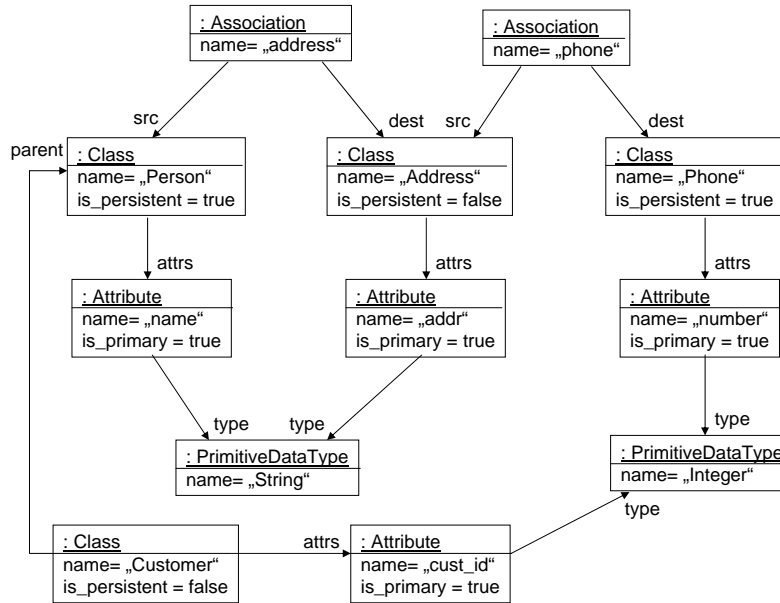 : Association
name= „address“
: Association
name= „phone“
src
dest
src
dest
parent
: Class
name= „Person“
is_persistent = true
: Class
name= „Address“
is_persistent = false
: Class
name= „Phone“
is_persistent = true
attrs
attrs
attrs
: Attribute
name= „name“
is_primary = true
: Attribute
name= „addr“
is_primary = true
: Attribute
name= „number“
is_primary = true
type
type
type
: PrimitiveDataType
name= „String“
: PrimitiveDataType
name= „Integer“
type
: Class
name= „Customer“
is_persistent = false
attrs
: Attribute
name= „cust_id“
is_primary = true